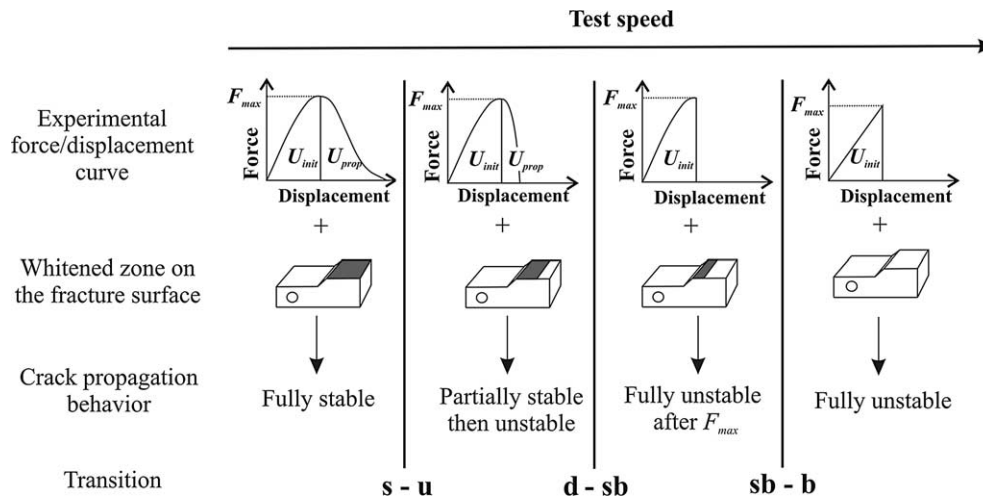 Test speed
Experimental
force/displacement
curve
F_max
Force
U_init
U_prop
Displacement
F_max
Force
U_init
U_prop
Displacement
F_max
Force
U_init
Displacement
F_max
Force
U_init
Displacement
+
+
+
+
Whitened zone on
the fracture surface
Crack propagation
behavior
Fully stable
Partially stable
then unstable
Fully unstable
after F_max
Fully unstable
Transition
s - u
d - sb
sb - b